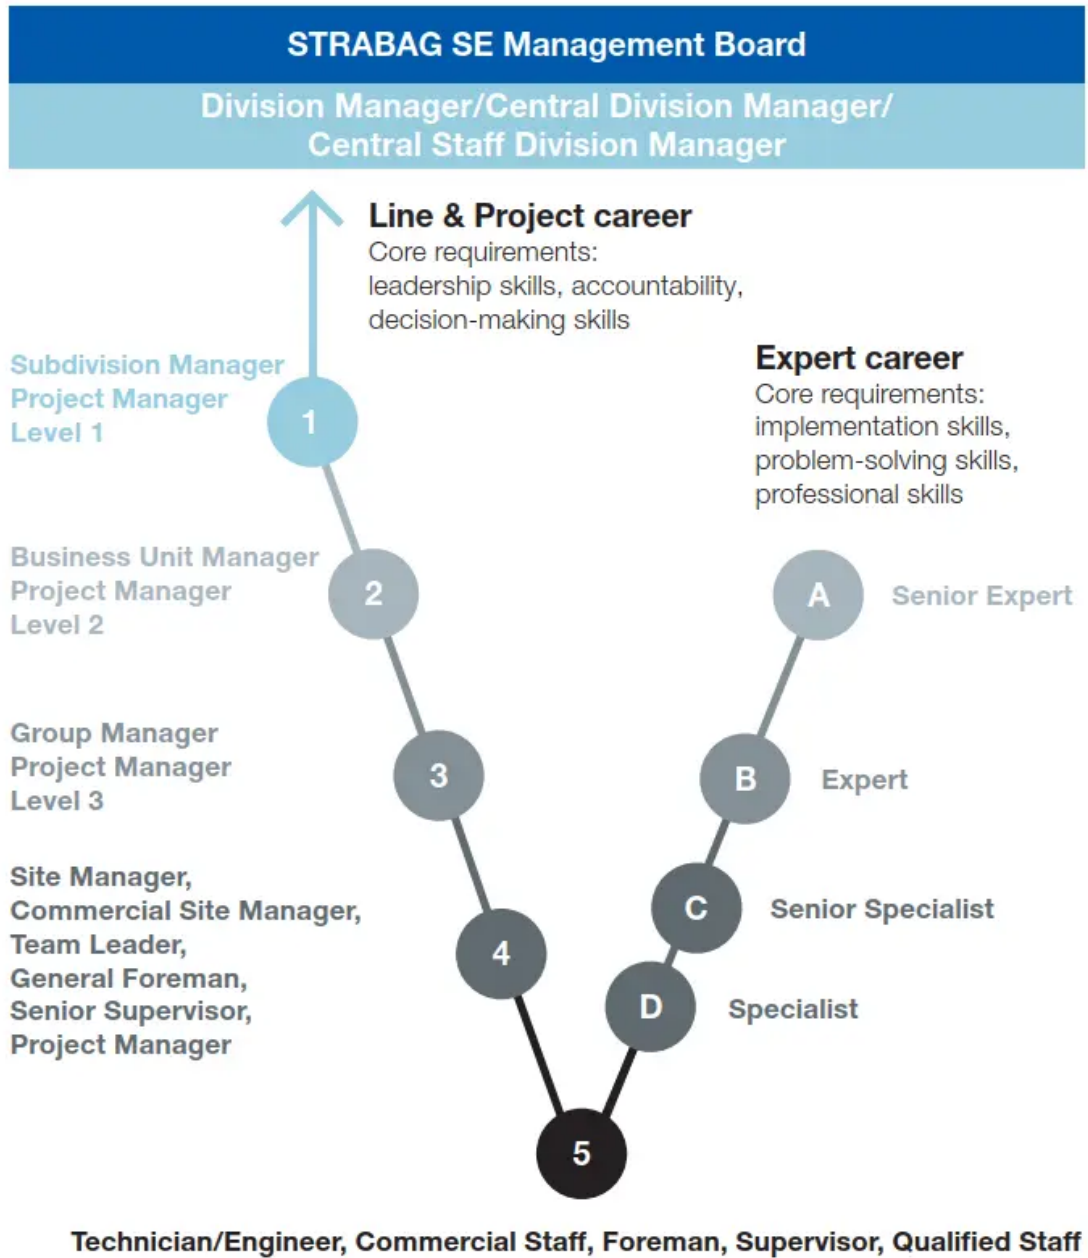 STRABAG SE Management Board
Division Manager/Central Division Manager/
Central Staff Division Manager
Line & Project career
Core requirements:
leadership skills, accountability,
decision-making skills
Expert career
Core requirements:
implementation skills,
problem-solving skills,
professional skills
Subdivision Manager
Project Manager
Level 1
1
Business Unit Manager
Project Manager
Level 2
2
A
Senior Expert
Group Manager
Project Manager
Level 3
3
B
Expert
Site Manager,
Commercial Site Manager,
Team Leader,
General Foreman,
Senior Supervisor,
Project Manager
4
C
Senior Specialist
D
Specialist
5
Technician/Engineer, Commercial Staff, Foreman, Supervisor, Qualified Staff